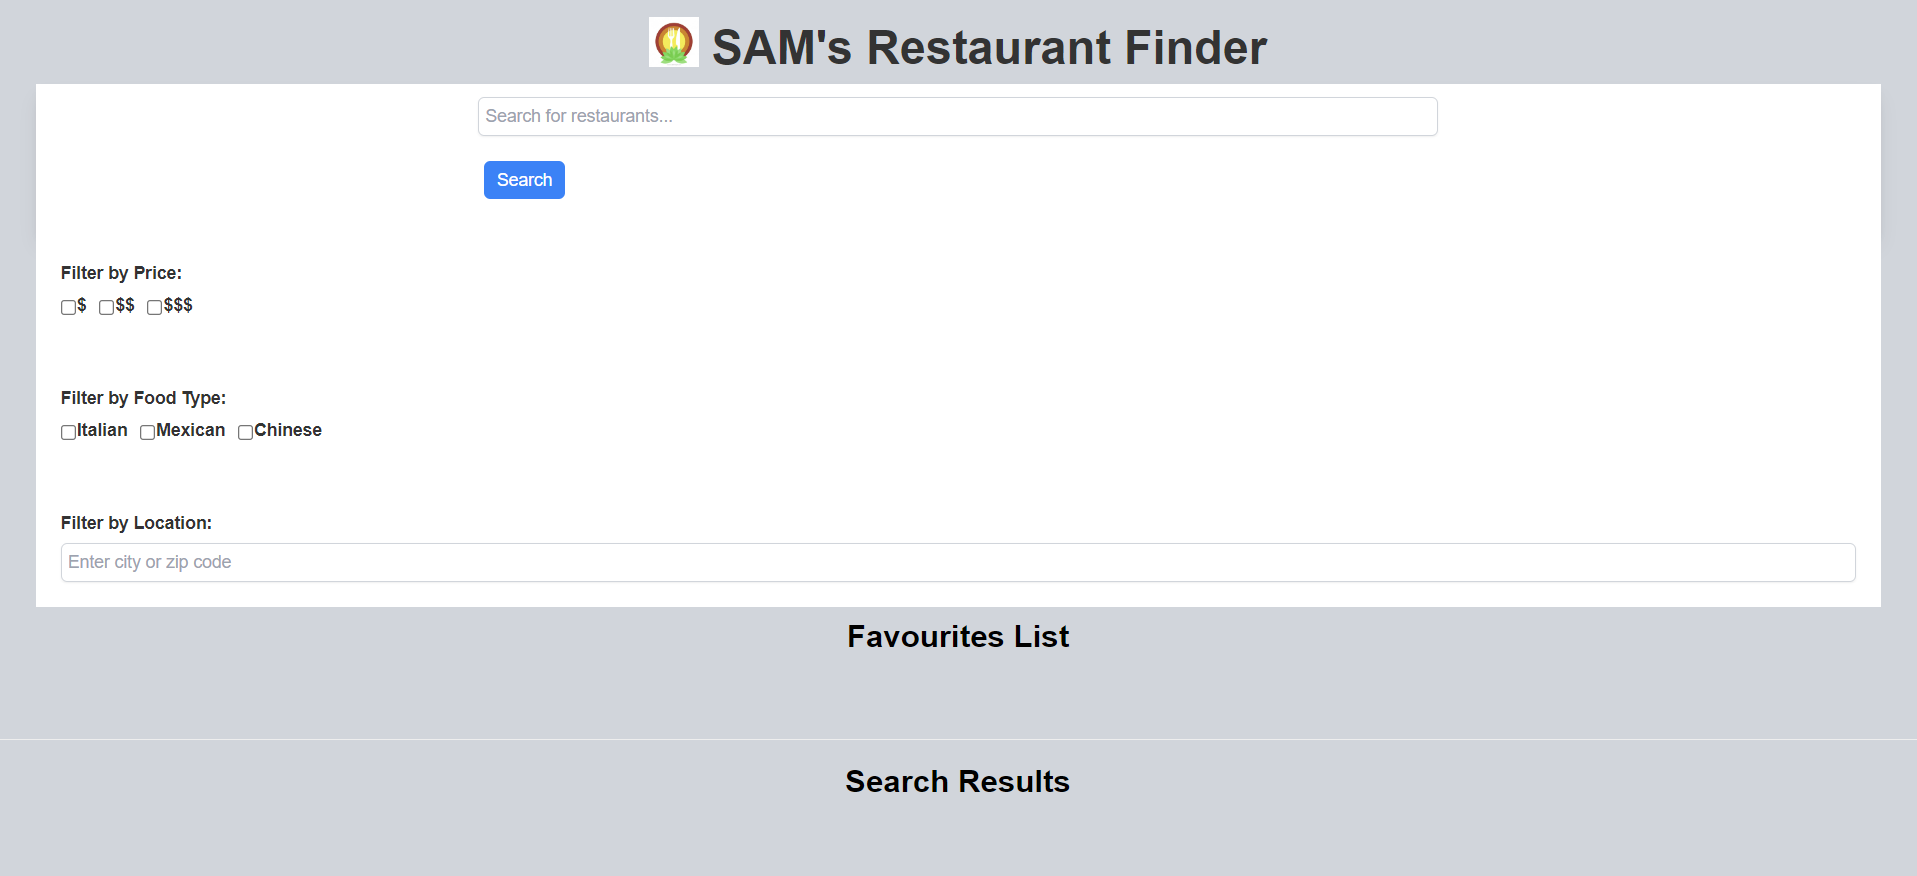 SAM's Restaurant Finder
Search for restaurants...
Search
Filter by Price:
$ $$ $$$
Filter by Food Type:
Italian Mexican Chinese
Filter by Location:
Enter city or zip code
Favourites List
Search Results